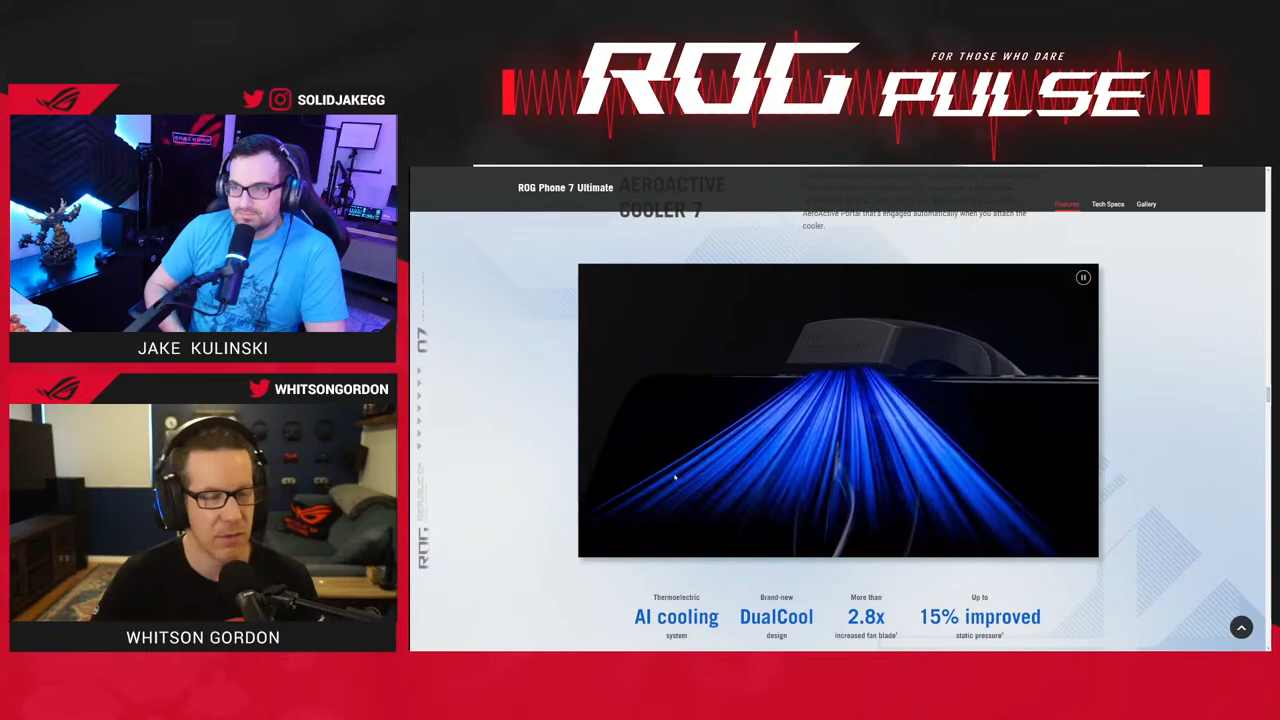 ROG
FOR THOSE WHO DARE
PULSE
SOLIDJAKEGG
JAKE KULINSKI
WHITSONGORDON
WHITSON GORDON
ROG Phone 7 Ultimate
AEROACTIVE
COOLER 7
Features
Tech Specs
Gallery
AeroActive Portal that's engaged automatically when you attach the
cooler.
07
ROG
Thermoelectric
AI cooling
system
Brand-new
DualCool
design
More than
2.8x
increased fan blade
Up to
15% improved
static pressure